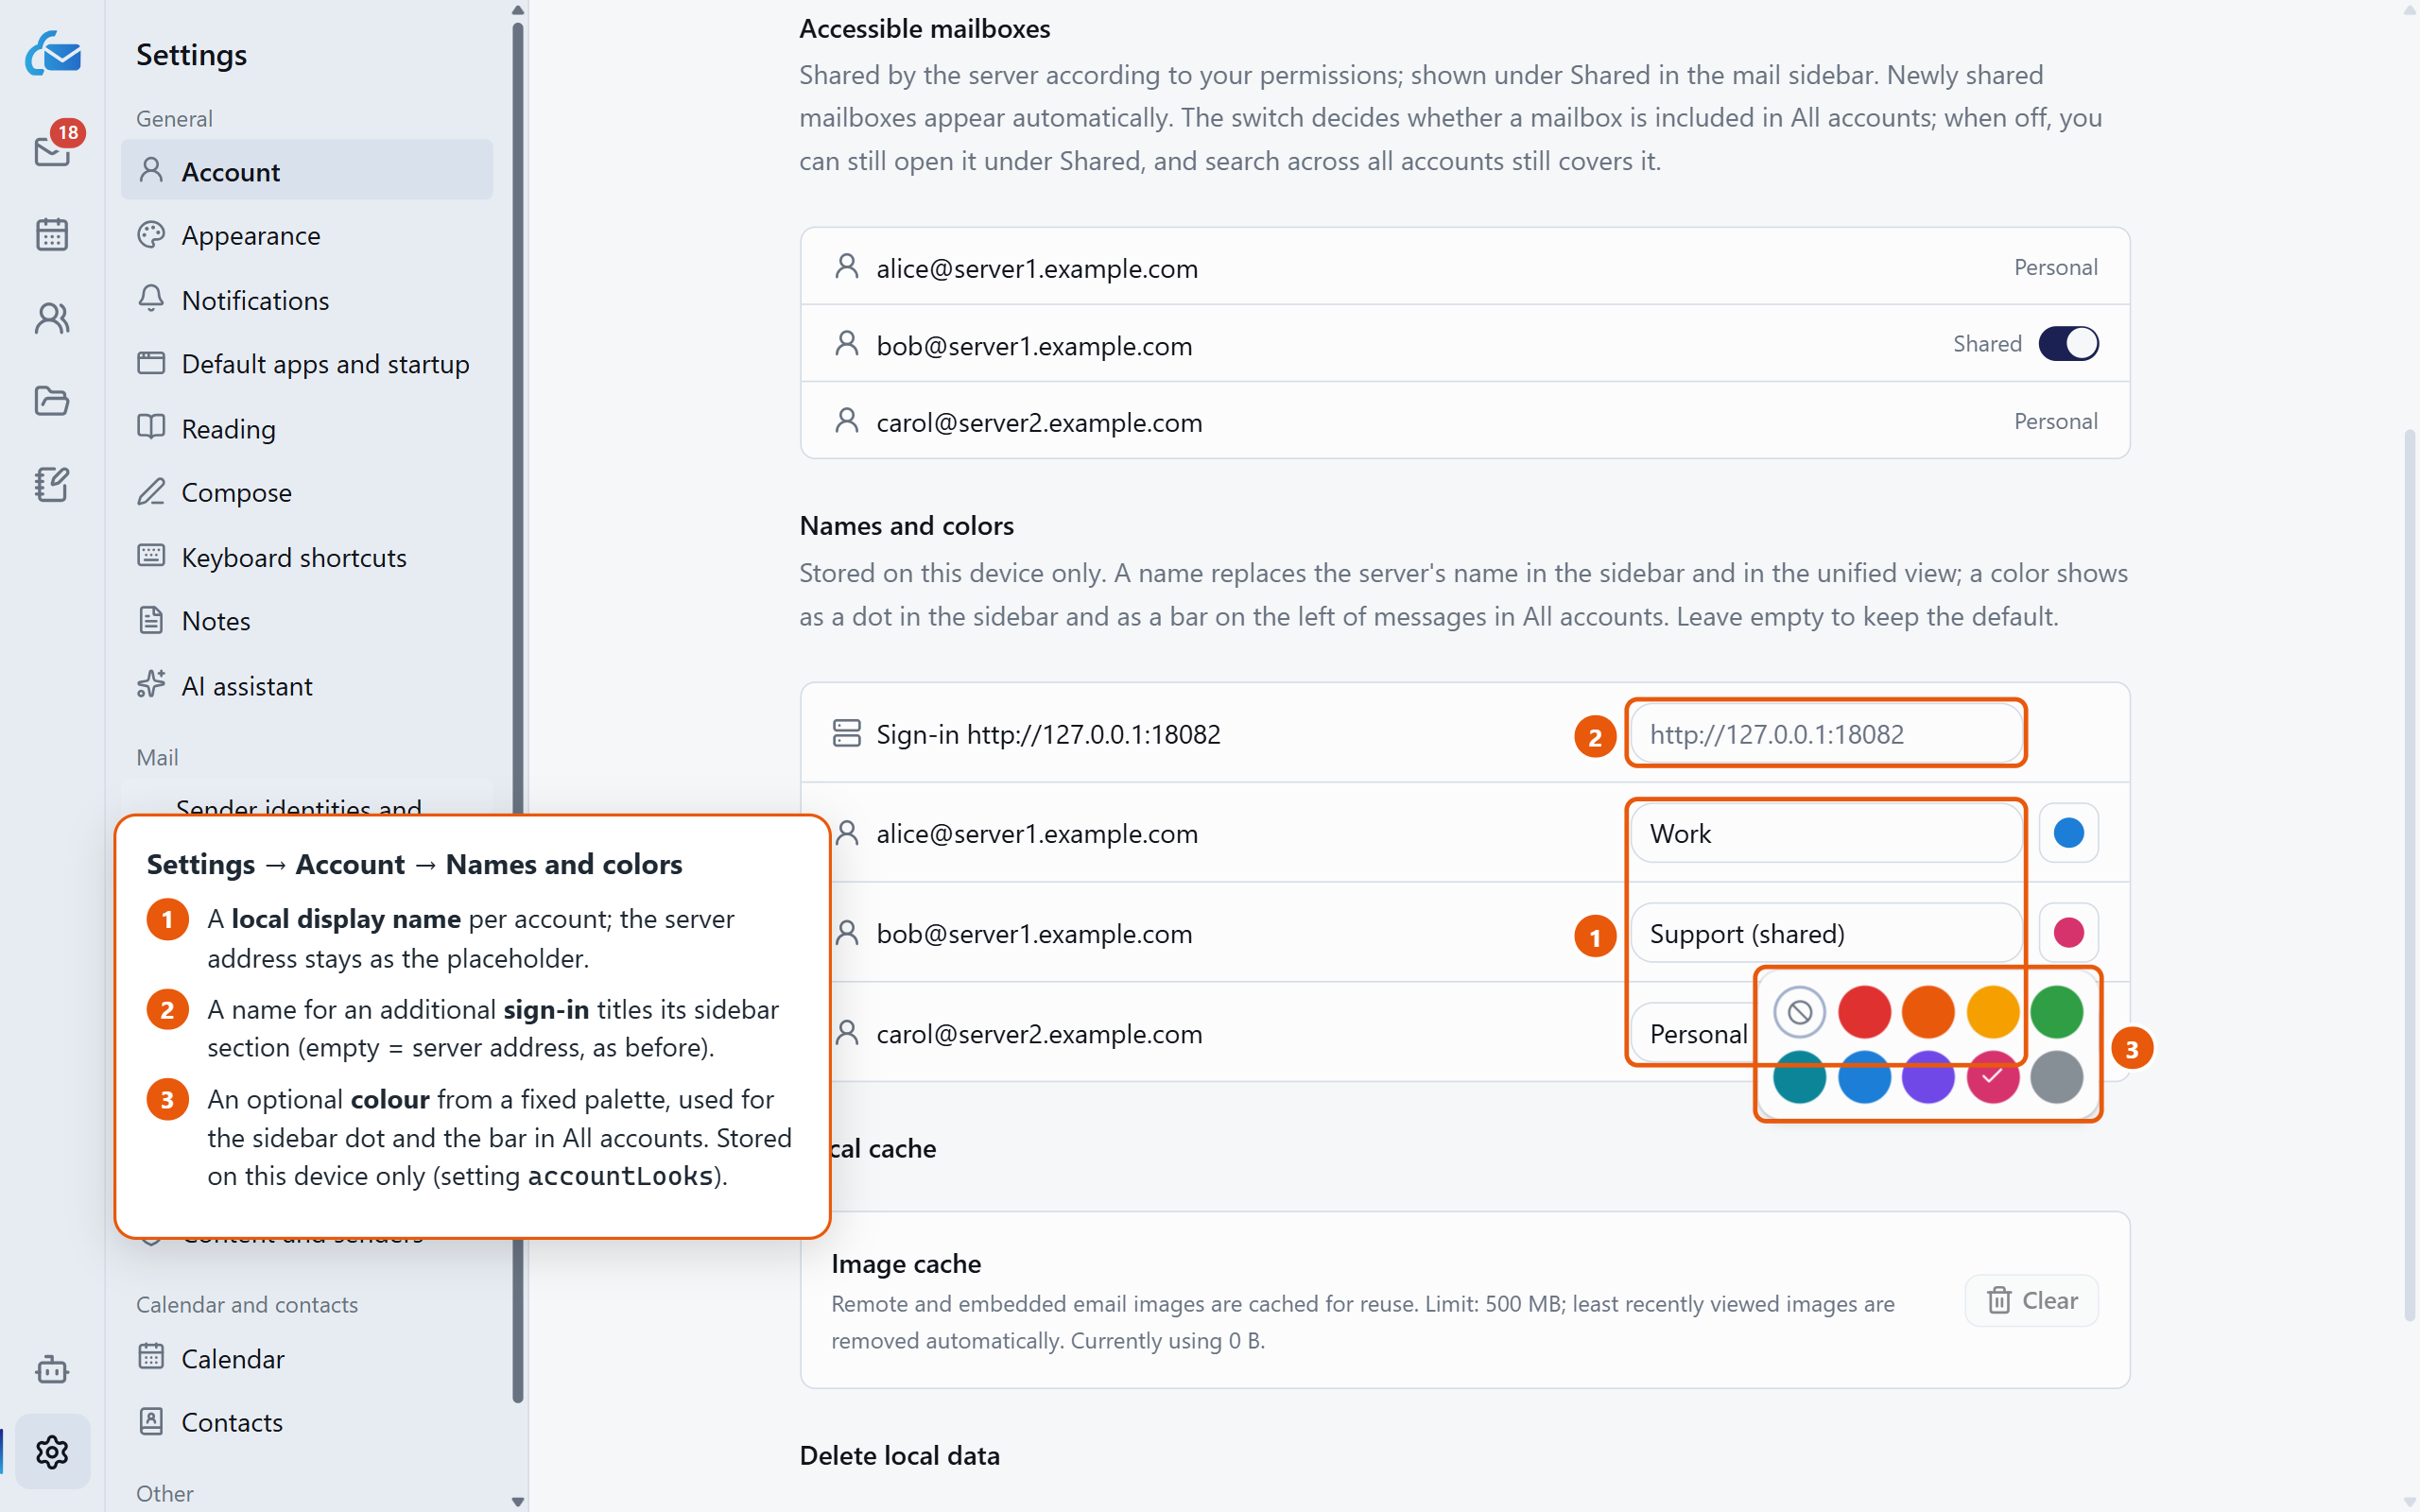 18
Settings
General
Account
Appearance
Notifications
Default apps and startup
Reading
Compose
Keyboard shortcuts
Notes
AI assistant
Mail
Sender identities and
Settings → Account → Names and colors
1 A local display name per account; the server
address stays as the placeholder.
2 A name for an additional sign-in titles its sidebar
section (empty = server address, as before).
3 An optional colour from a fixed palette, used for
the sidebar dot and the bar in All accounts. Stored
on this device only (setting accountLooks).
Content and senders
Calendar and contacts
Calendar
Contacts
Other
Accessible mailboxes
Shared by the server according to your permissions; shown under Shared in the mail sidebar. Newly shared
mailboxes appear automatically. The switch decides whether a mailbox is included in All accounts; when off, you
can still open it under Shared, and search across all accounts still covers it.
alice@server1.example.com Personal
bob@server1.example.com Shared
carol@server2.example.com Personal
Names and colors
Stored on this device only. A name replaces the server's name in the sidebar and in the unified view; a color shows
as a dot in the sidebar and as a bar on the left of messages in All accounts. Leave empty to keep the default.
Sign-in http://127.0.0.1:18082 2 http://127.0.0.1:18082
alice@server1.example.com Work
bob@server1.example.com 1 Support (shared)
carol@server2.example.com Personal 3
cal cache
Image cache
Remote and embedded email images are cached for reuse. Limit: 500 MB; least recently viewed images are
removed automatically. Currently using 0 B.
Clear
Delete local data